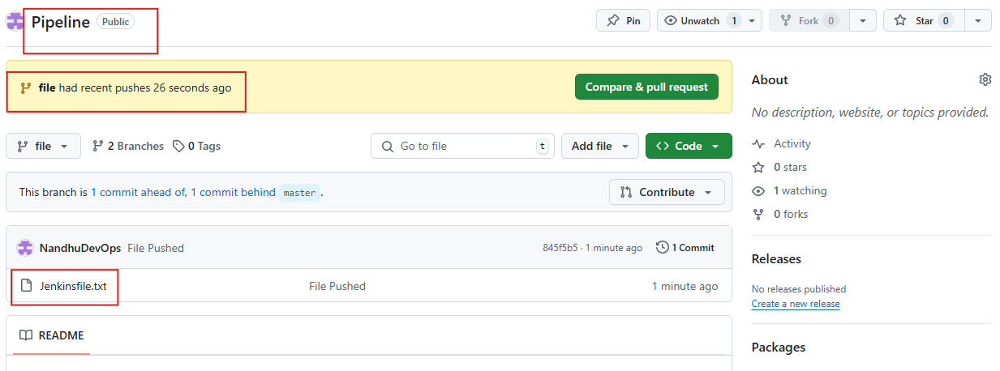 Pipeline Public Pin Unwatch 1 Fork 0 Star 0
file had recent pushes 26 seconds ago Compare & pull request
file 2 Branches 0 Tags Go to file t Add file Code
This branch is 1 commit ahead of, 1 commit behind master . Contribute
NandhuDevOps File Pushed 845f5b5 · 1 minute ago 1 Commit
Jenkinsfile.txt File Pushed 1 minute ago
README
About
No description, website, or topics provided.
Activity
0 stars
1 watching
0 forks
Releases
No releases published
Create a new release
Packages